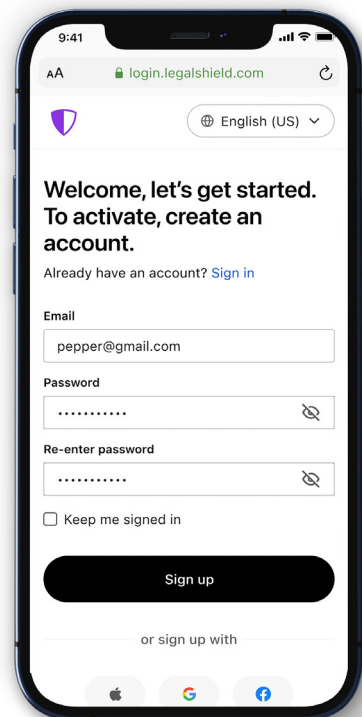 9:41
AA login.legalshield.com
English (US)
Welcome, let's get started.
To activate, create an
account.
Already have an account? Sign in
Email
pepper@gmail.com
Password
•••••••••••
Re-enter password
•••••••••••
Keep me signed in
Sign up
or sign up with